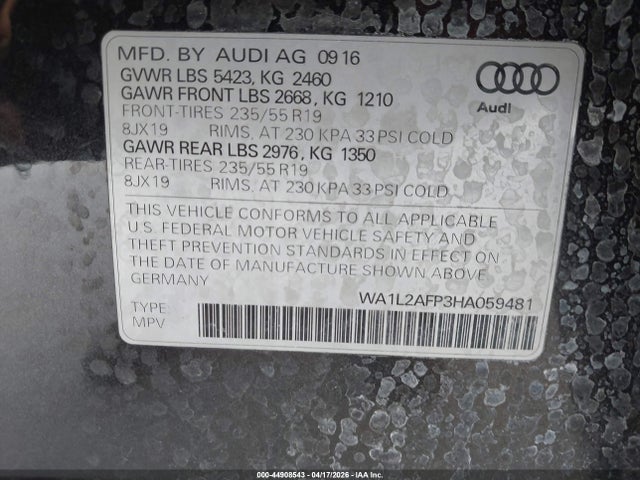 MFD. BY AUDI AG 09 16
GVWR LBS 5423, KG 2460
GAWR FRONT LBS 2668, KG 1210
FRONT-TIRES 235/55 R19
8JX19 RIMS, AT 230 KPA 33 PSI COLD
GAWR REAR LBS 2976, KG 1350
REAR-TIRES 235/55 R19
8JX19 RIMS, AT 230 KPA 33 PSI COLD
Audi
THIS VEHICLE CONFORMS TO ALL APPLICABLE
U.S. FEDERAL MOTOR VEHICLE SAFETY AND
THEFT PREVENTION STANDARDS IN EFFECT ON
THE DATE OF MANUFACTURE SHOWN ABOVE.
GERMANY
WA1L2AFP3HA059481
TYPE:
MPV
000-44908543 - 04/17/2026 - IAA Inc.